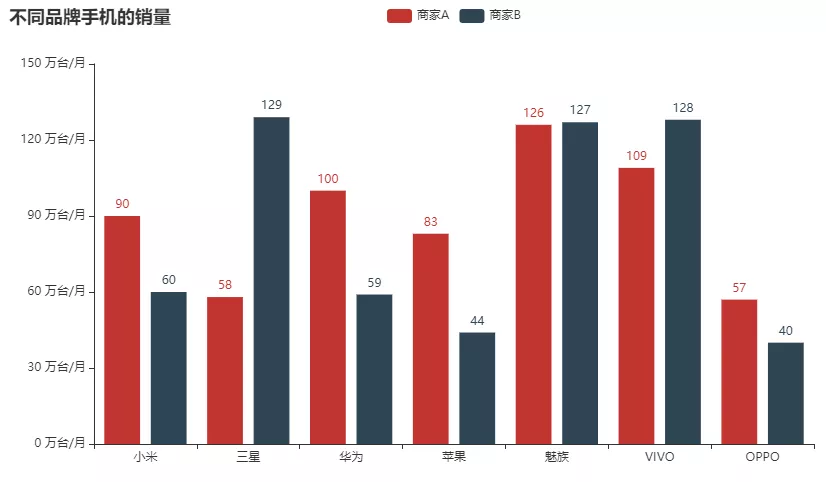 不同品牌手机的销量
商家A 商家B
150 万台/月
120 万台/月
90 万台/月
60 万台/月
30 万台/月
0 万台/月
90 60 58 129 100 59 83 44 126 127 109 128 57 40
小米 三星 华为 苹果 魅族 VIVO OPPO